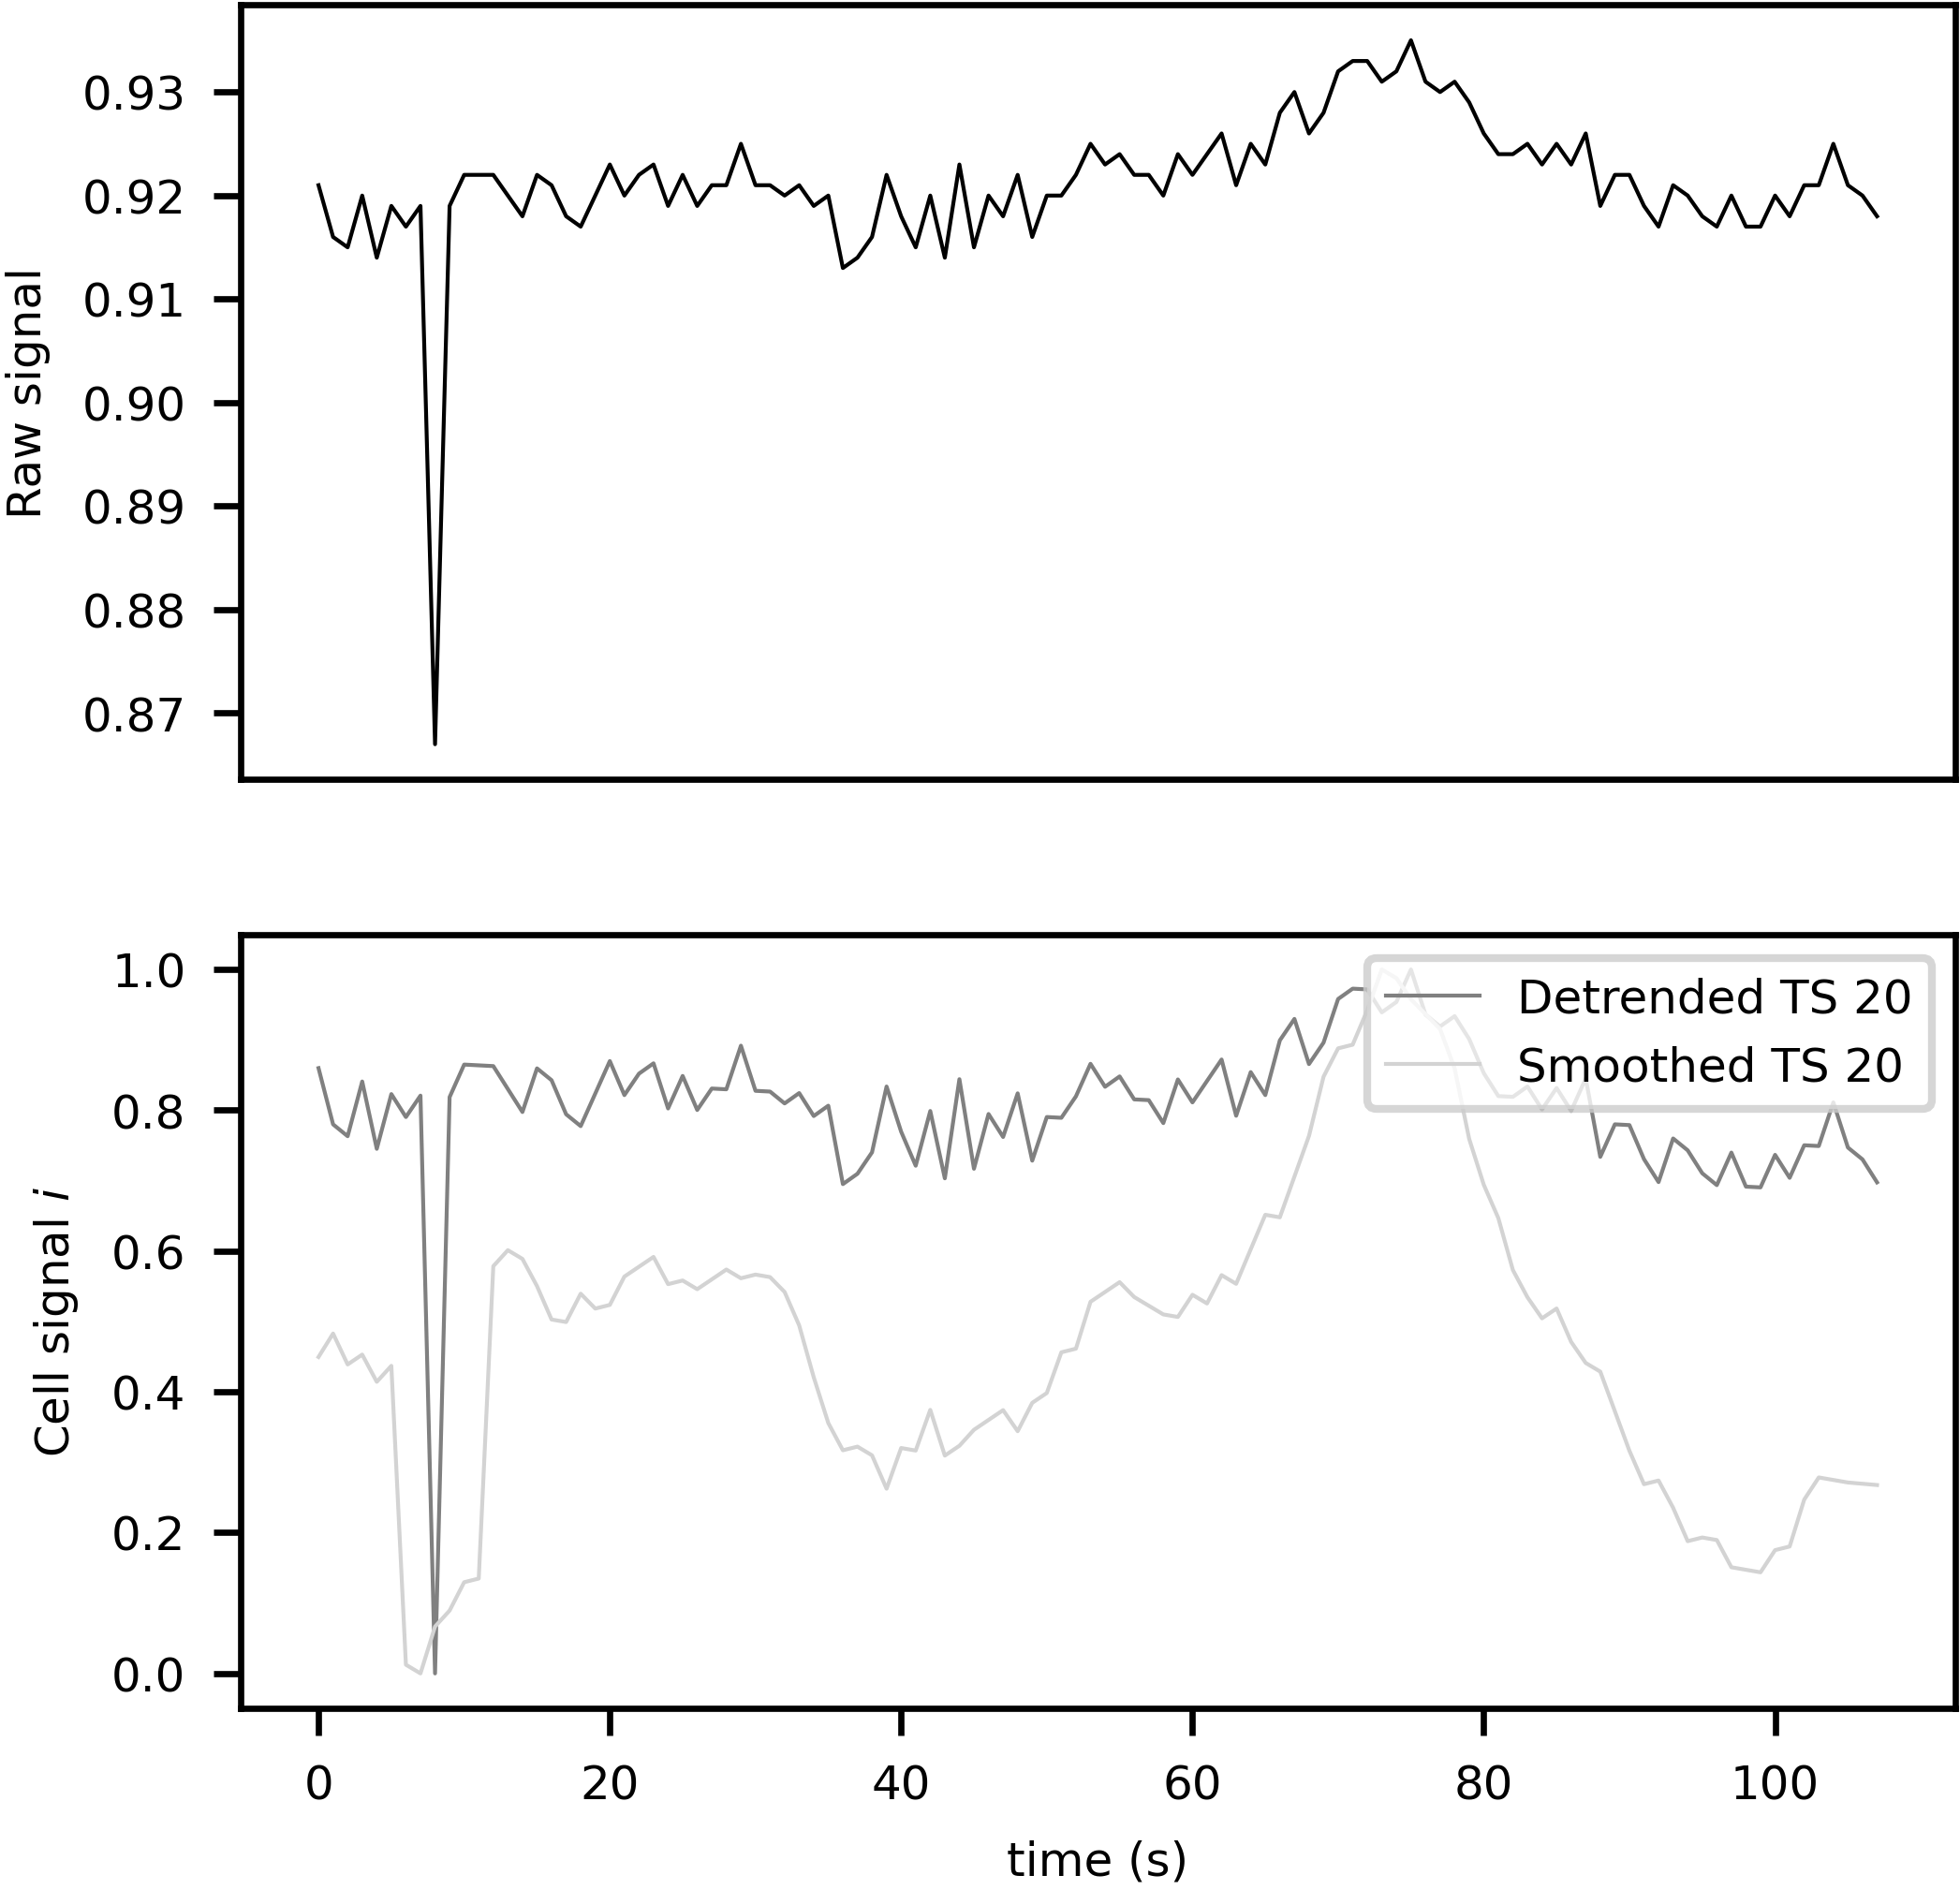 Raw signal
0.93
0.92
0.91
0.90
0.89
0.88
0.87
Cell signal i
1.0
0.8
0.6
0.4
0.2
0.0
Detrended TS 20
Smoothed TS 20
0 20 40 60 80 100
time (s)